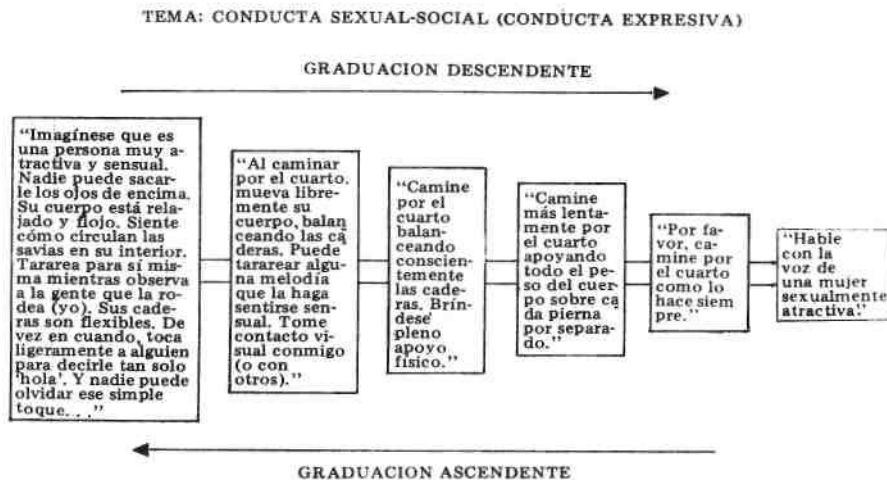 TEMA: CONDUCTA SEXUAL-SOCIAL (CONDUCTA EXPRESIVA)
GRADUACION DESCENDENTE
“Imagínese que es
una persona muy a-
tractiva y sensual.
Nadie puede sacar-
le los ojos de encima.
Su cuerpo está rela-
jado y flojo. Siente
cómo circulan las
savias en su interior.
Tararea para sí mis-
ma mientras observa
a la gente que la ro-
dea (yo). Sus cade-
ras son flexibles. De
vez en cuando, toca
ligeramente a alguien
para decirle tan solo
‘hola’. Y nadie puede
olvidar ese simple
toque. . .”
“Al caminar
por el cuarto,
mueva libre-
mente su
cuerpo, balan
ceando las ca
deras. Puede
tararear algu-
na melodía
que la haga
sentirse sen-
sual. Tome
contacto vi-
sual conmigo
(o con
otros).”
“Camine
por el
cuarto
balan-
ceando
conscien-
temente
las cade-
ras. Brín-
dese
pleno
apoyo
físico.”
“Camine
más lenta-
mente por
el cuarto
apoyando
todo el pe-
so del cuer-
po sobre ca
da pierna
por separa-
do.”
“Por fa-
vor, ca-
mine por
el cuarto
como lo
hace siem
pre.”
“Hable
con la
voz de
una mujer
sexualmente
atractiva.”
GRADUACION ASCENDENTE